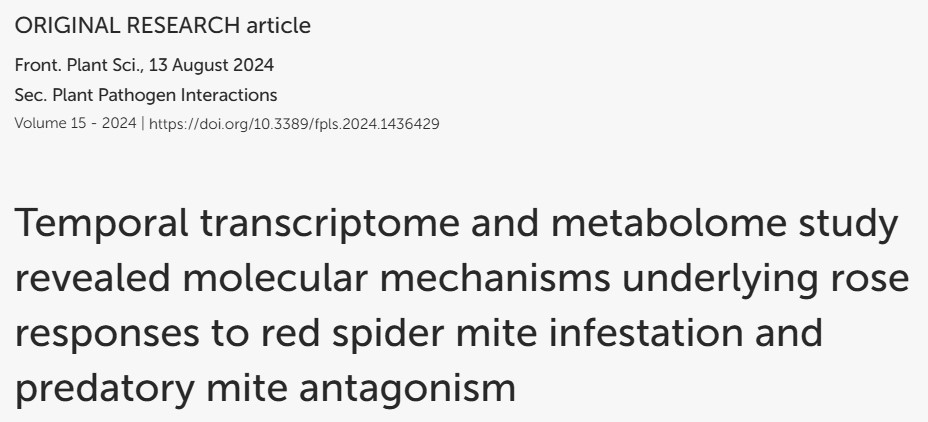 ORIGINAL RESEARCH article
Front. Plant Sci., 13 August 2024
Sec. Plant Pathogen Interactions
Volume 15 - 2024 | https://doi.org/10.3389/fpls.2024.1436429
Temporal transcriptome and metabolome study
revealed molecular mechanisms underlying rose
responses to red spider mite infestation and
predatory mite antagonism